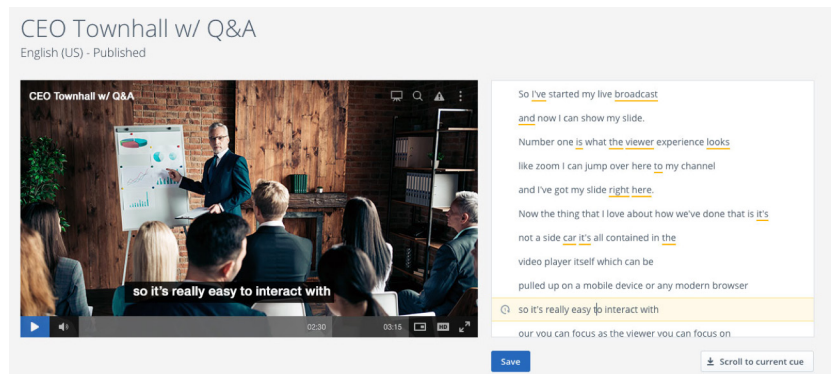 CEO Townhall w/ Q&A
English (US) - Published
CEO Townhall w/ Q&A
so it's really easy to interact with
02:30
03:15
HD
So I've started my live broadcast
and now I can show my slide.
Number one is what the viewer experience looks
like zoom I can jump over here to my channel
and I've got my slide right here.
Now the thing that I love about how we've done that is it's
not a side car it's all contained in the
video player itself which can be
pulled up on a mobile device or any modern browser
so it's really easy to interact with
our you can focus as the viewer you can focus on
Save
Scroll to current cue